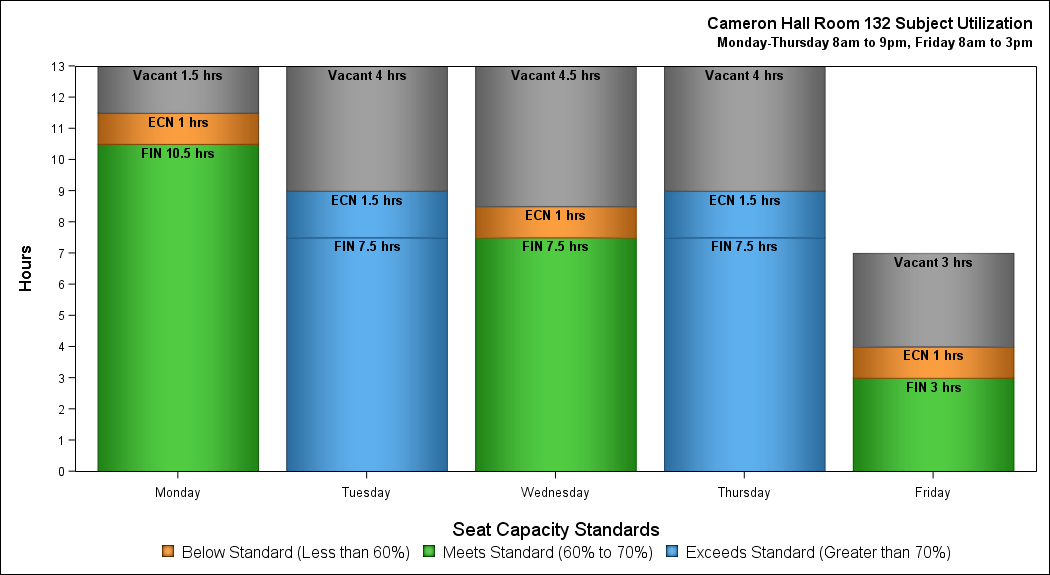 Cameron Hall Room 132 Subject Utilization
Monday-Thursday 8am to 9pm, Friday 8am to 3pm
Hours
13
12
11
10
9
8
7
6
5
4
3
2
1
0
Vacant 1.5 hrs
ECN 1 hrs
FIN 10.5 hrs
Vacant 4 hrs
ECN 1.5 hrs
FIN 7.5 hrs
Vacant 4.5 hrs
ECN 1 hrs
FIN 7.5 hrs
Vacant 4 hrs
ECN 1.5 hrs
FIN 7.5 hrs
Vacant 3 hrs
ECN 1 hrs
FIN 3 hrs
Monday Tuesday Wednesday Thursday Friday
Seat Capacity Standards
Below Standard (Less than 60%) Meets Standard (60% to 70%) Exceeds Standard (Greater than 70%)